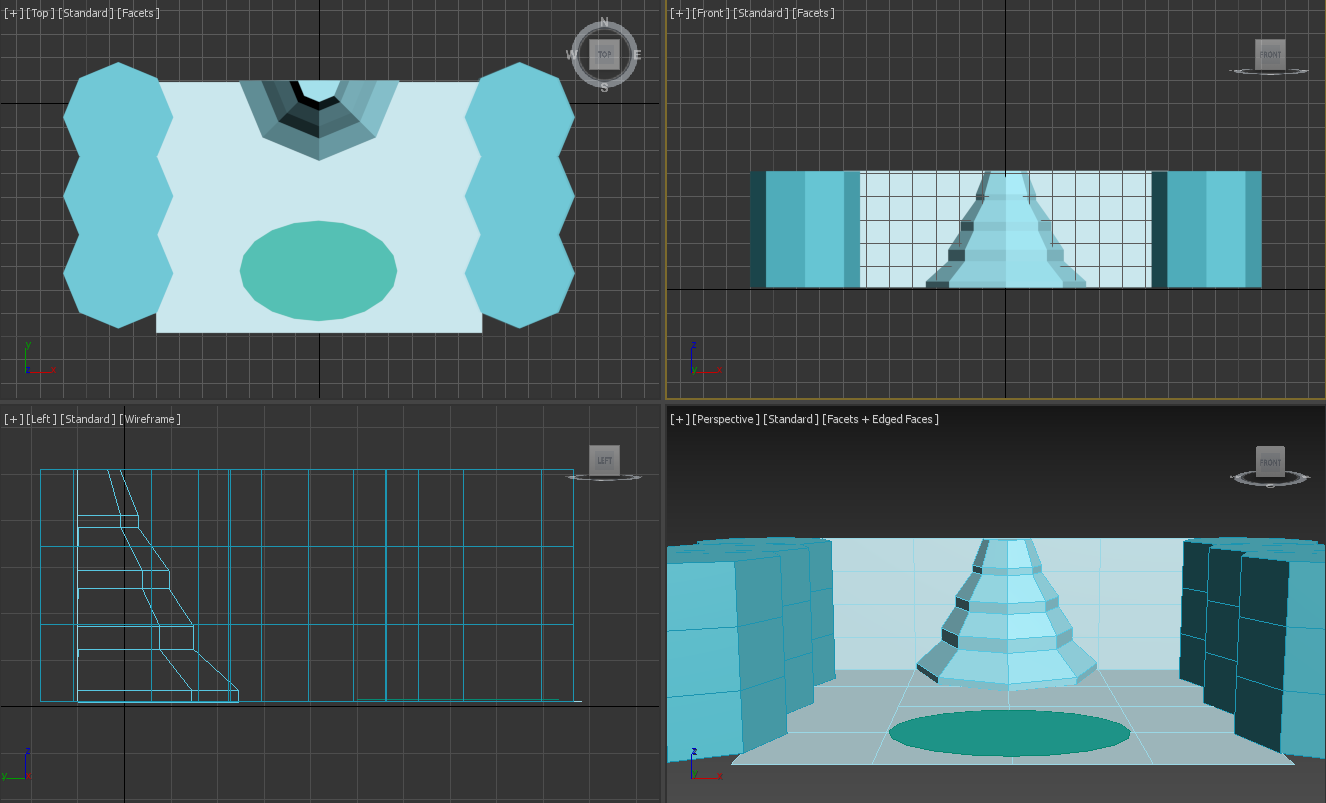 [+] [Top] [Standard] [Facets]
N
W TOP E
S
y
z x
[+] [Front] [Standard] [Facets]
FRONT
z
y x
[+] [Left] [Standard] [Wireframe]
LEFT
z
y x
[+] [Perspective] [Standard] [Facets + Edged Faces]
FRONT
z
y x